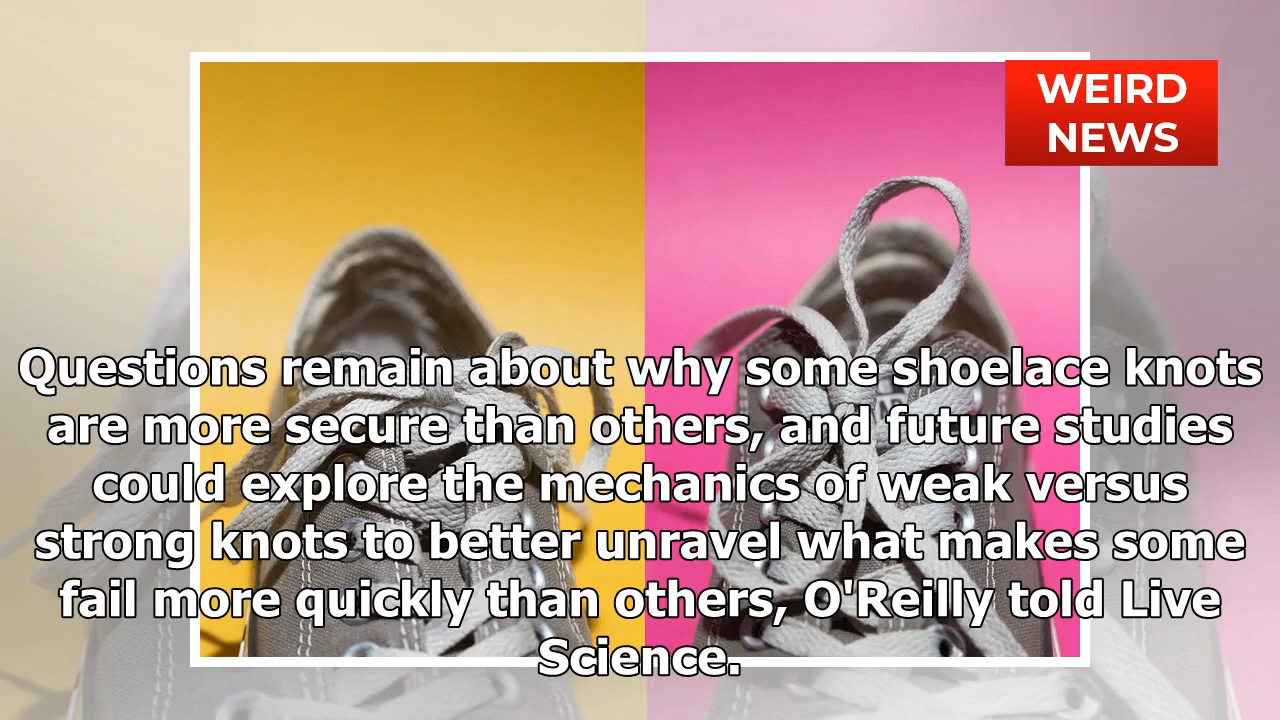 WEIRD
NEWS
Questions remain about why some shoelace knots
are more secure than others, and future studies
could explore the mechanics of weak versus
strong knots to better unravel what makes some
fail more quickly than others, O'Reilly told Live
Science.